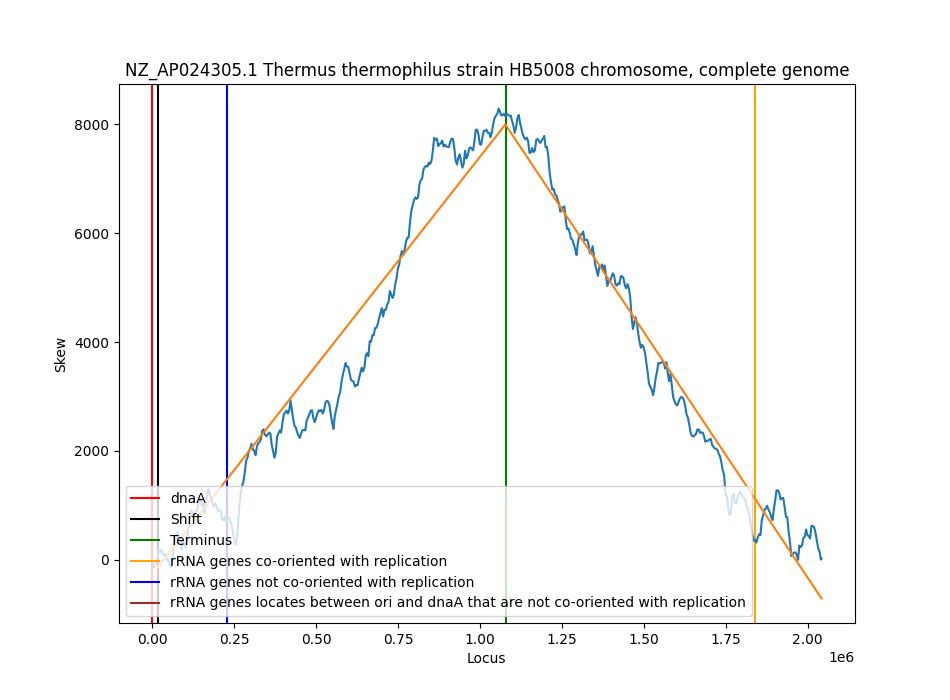 NZ_AP024305.1 Thermus thermophilus strain HB5008 chromosome, complete genome
8000
6000
4000
2000
0
Skew
dnaA
Shift
Terminus
rRNA genes co-oriented with replication
rRNA genes not co-oriented with replication
rRNA genes locates between ori and dnaA that are not co-oriented with replication
0.00 0.25 0.50 0.75 1.00 1.25 1.50 1.75 2.00
Locus
1e6